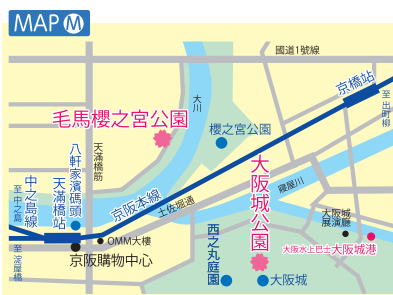 MAP M
國道1號線
京橋站
至出町柳
大川
毛馬櫻之宮公園
櫻之宮公園
天滿橋筋
八軒家濱碼頭
天滿橋站
中之島線
至中之島
至淀屋橋
京阪本線
土佐堀通
大阪城公園
寢屋川
西之丸庭園
OMM大樓
京阪購物中心
大阪城
展演廳
大阪水上巴士大阪城港
大阪城